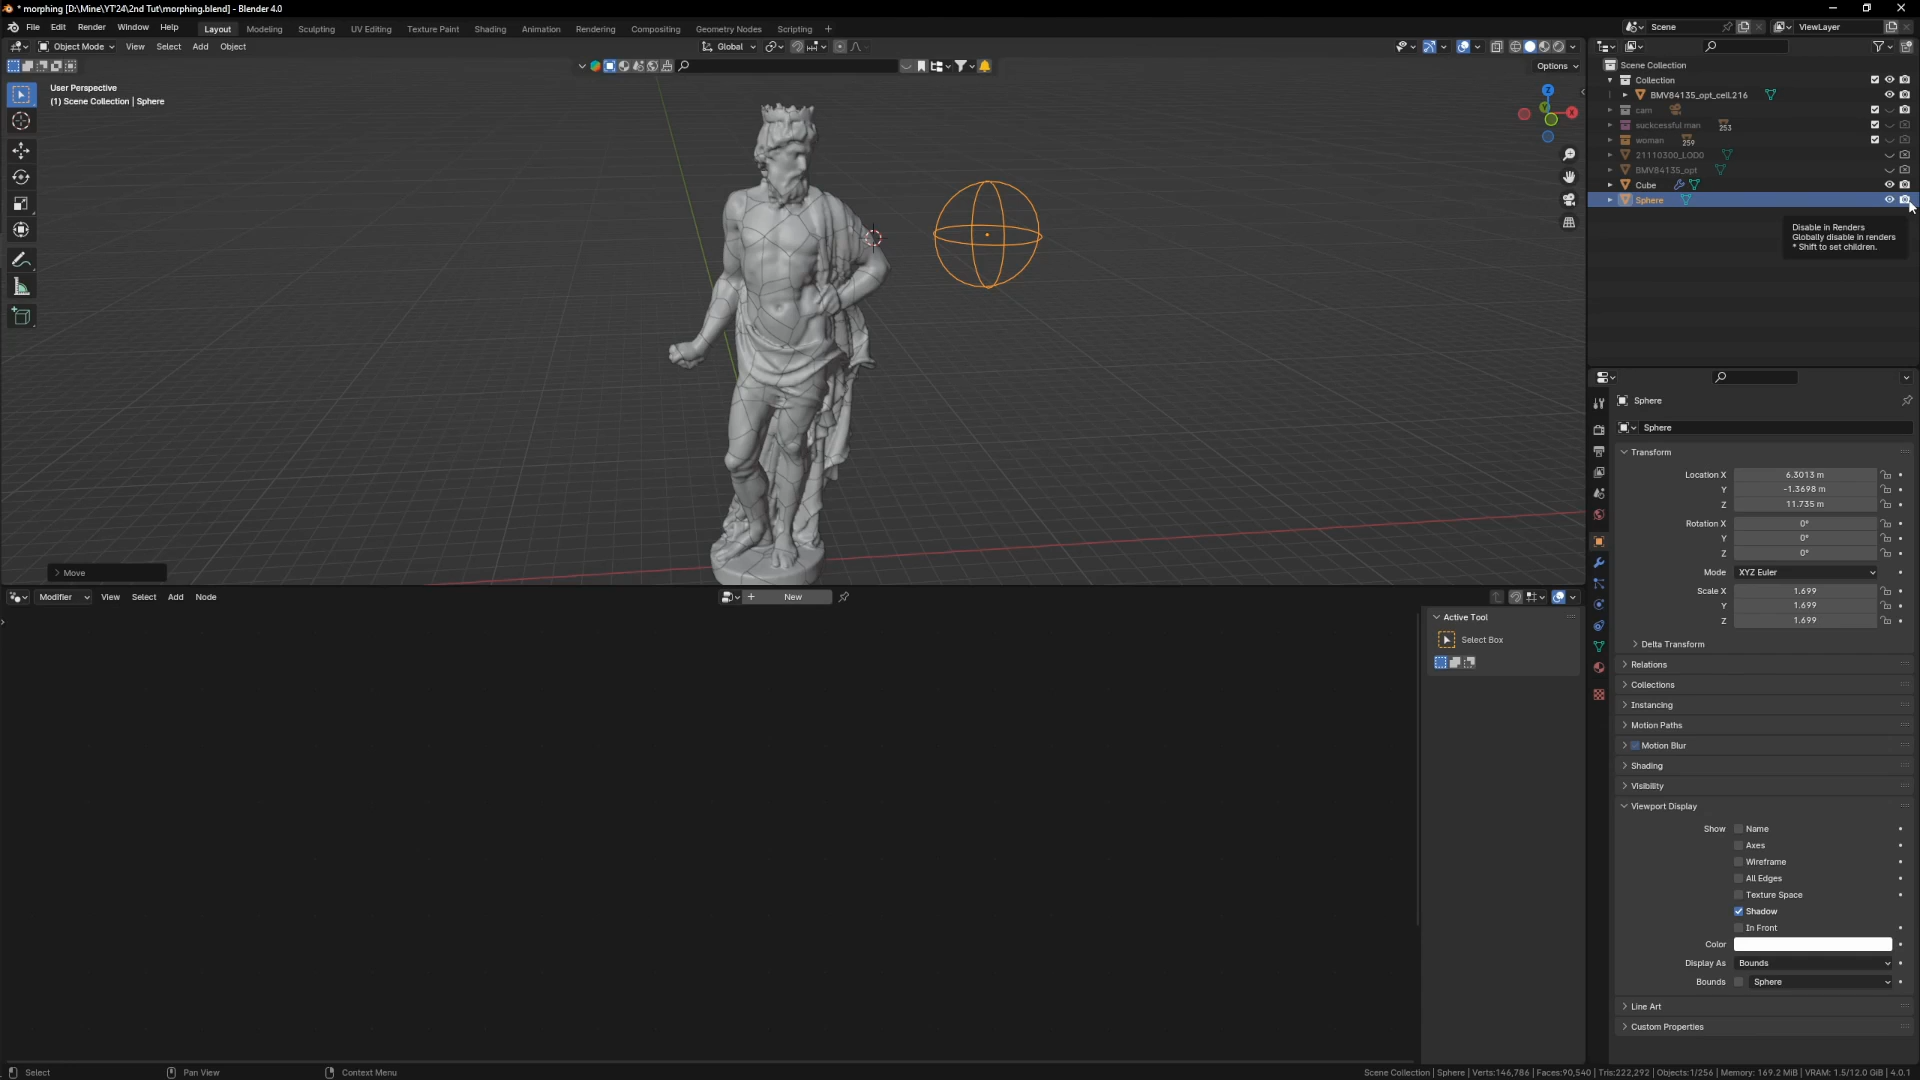 * morphing [D:\Mine\YT'24\2nd Tut\morphing.blend] - Blender 4.0
File Edit Render Window Help Layout Modeling Sculpting UV Editing Texture Paint Shading Animation Rendering Compositing Geometry Nodes Scripting + Scene ViewLayer
Object Mode View Select Add Object Global
Options
User Perspective
(1) Scene Collection | Sphere
Z
Y
X
Move
Scene Collection
Collection
BMV84135_opt_cell.216
cam
suckcessful man 253
woman 259
21110300_LOD0
BMV84135_opt
Cube
Sphere
Disable in Renders
Globally disable in renders
* Shift to set children.
Sphere
Sphere
Transform
Location X 6.3013 m
Y -1.3698 m
Z 11.735 m
Rotation X 0°
Y 0°
Z 0°
Mode XYZ Euler
Scale X 1.699
Y 1.699
Z 1.699
Delta Transform
Relations
Collections
Instancing
Motion Paths
Motion Blur
Shading
Visibility
Viewport Display
Show Name
Axes
Wireframe
All Edges
Texture Space
Shadow
In Front
Color
Display As Bounds
Bounds Sphere
Line Art
Custom Properties
Modifier View Select Add Node + New
Active Tool
Select Box
Select Pan View Context Menu
Scene Collection | Sphere | Verts:146,786 | Faces:90,540 | Tris:222,292 | Objects:1/256 | Memory: 169.2 MiB | VRAM: 1.5/12.0 GiB | 4.0.1